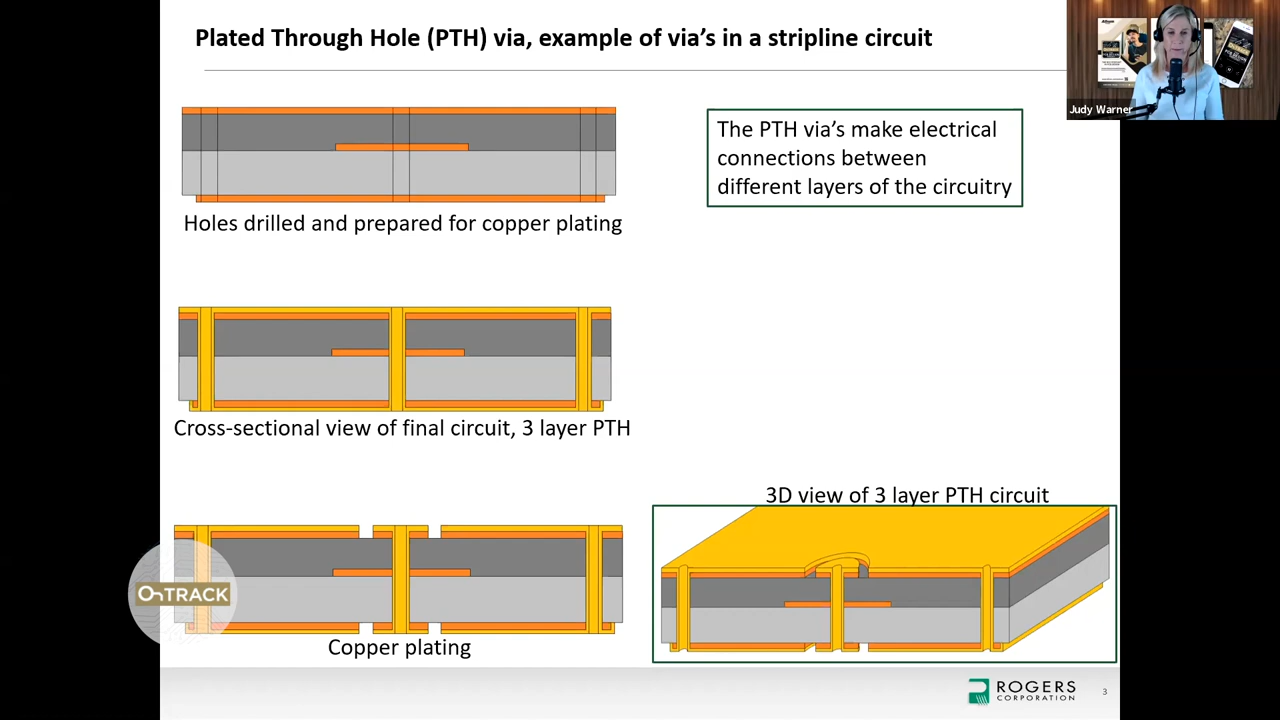 Plated Through Hole (PTH) via, example of via's in a stripline circuit
Judy Warner
The PTH via's make electrical
connections between
different layers of the circuitry
Holes drilled and prepared for copper plating
Cross-sectional view of final circuit, 3 layer PTH
3D view of 3 layer PTH circuit
OnTRACK
Copper plating
ROGERS
CORPORATION
3